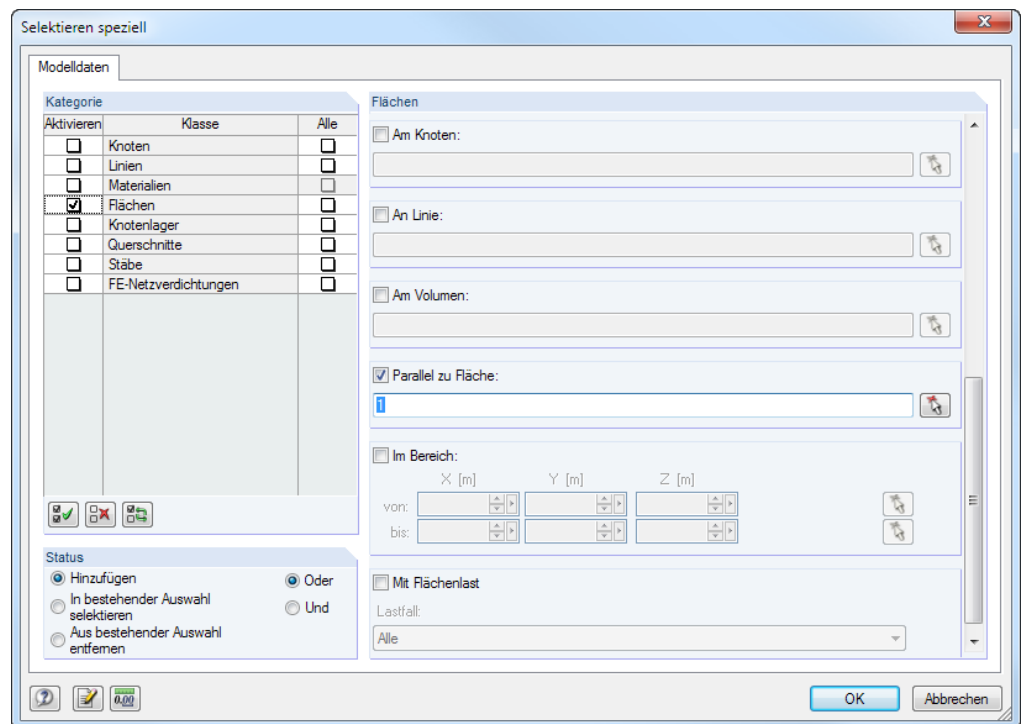 Selektieren speziell
Modelldaten
Kategorie
Aktivieren Klasse Alle
Knoten
Linien
Materialien
Flächen
Knotenlager
Querschnitte
Stäbe
FE-Netzverdichtungen
Status
Hinzufügen
In bestehender Auswahl
selektieren
Aus bestehender Auswahl
entfernen
Oder
Und
Flächen
Am Knoten:
An Linie:
Am Volumen:
Parallel zu Fläche:
1
Im Bereich:
X [m] Y [m] Z [m]
von:
bis:
Mit Flächenlast
Lastfall:
Alle
0.00
OK Abbrechen